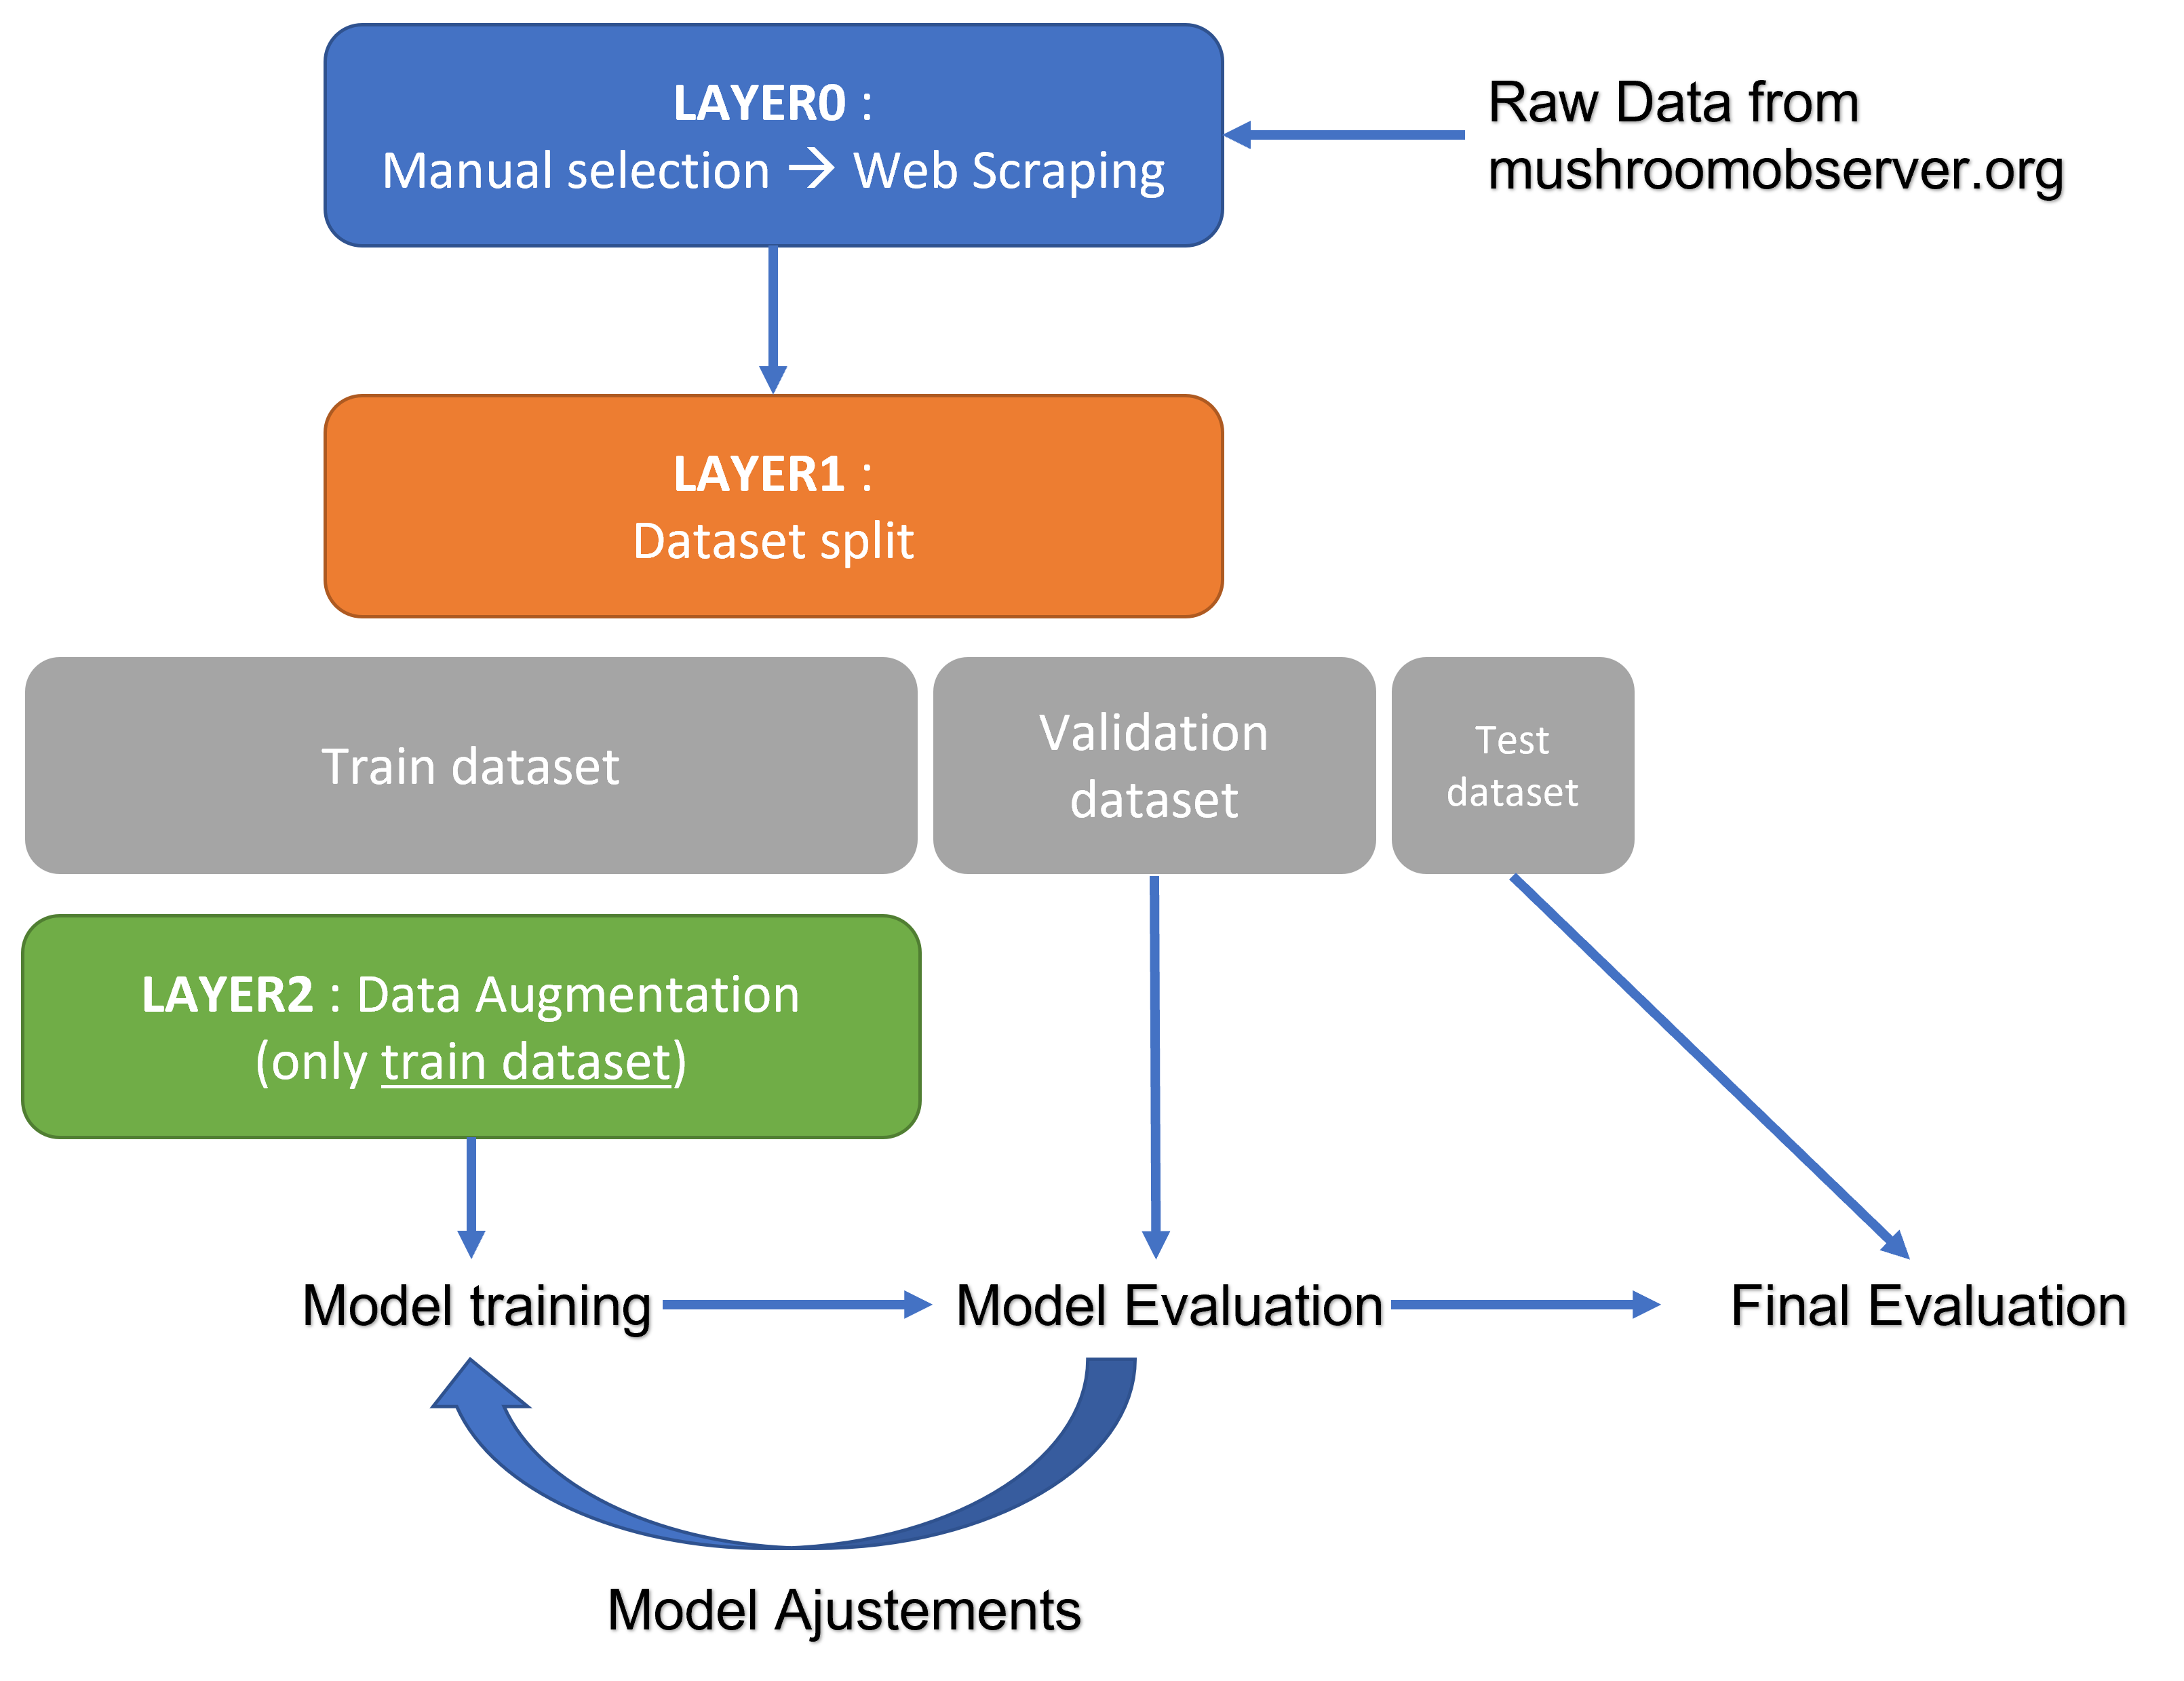 LAYER0 :
Manual selection → Web Scraping
Raw Data from
mushroomobserver.org
LAYER1 :
Dataset split
Train dataset
Validation
dataset
Test
dataset
LAYER2 : Data Augmentation
(only train dataset)
Model training
Model Evaluation
Final Evaluation
Model Ajustements